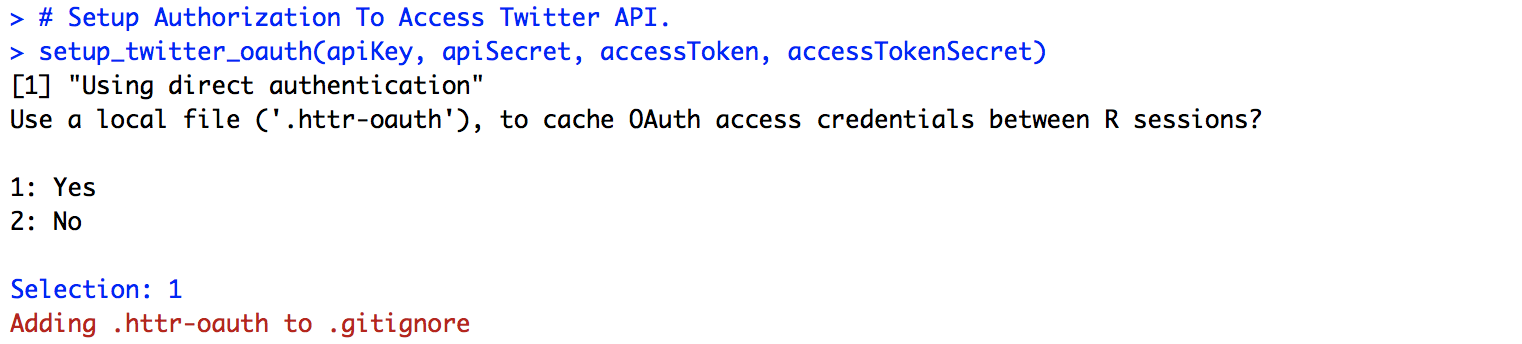 > # Setup Authorization To Access Twitter API.
> setup_twitter_oauth(apiKey, apiSecret, accessToken, accessTokenSecret)
[1] "Using direct authentication"
Use a local file ('.httr-oauth'), to cache OAuth access credentials between R sessions?
1: Yes
2: No
Selection: 1
Adding .httr-oauth to .gitignore